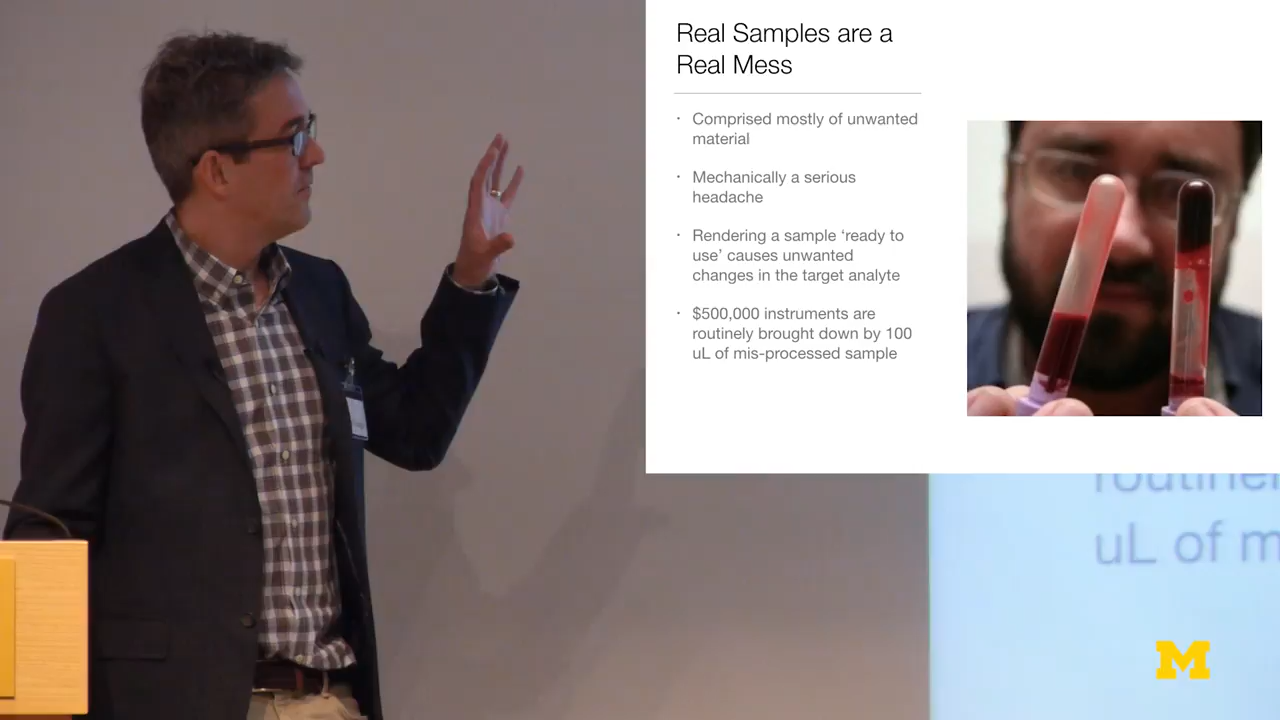 Real Samples are a
Real Mess
· Comprised mostly of unwanted
material
· Mechanically a serious
headache
· Rendering a sample ‘ready to
use’ causes unwanted
changes in the target analyte
· $500,000 instruments are
routinely brought down by 100
uL of mis-processed sample
uL of m
M